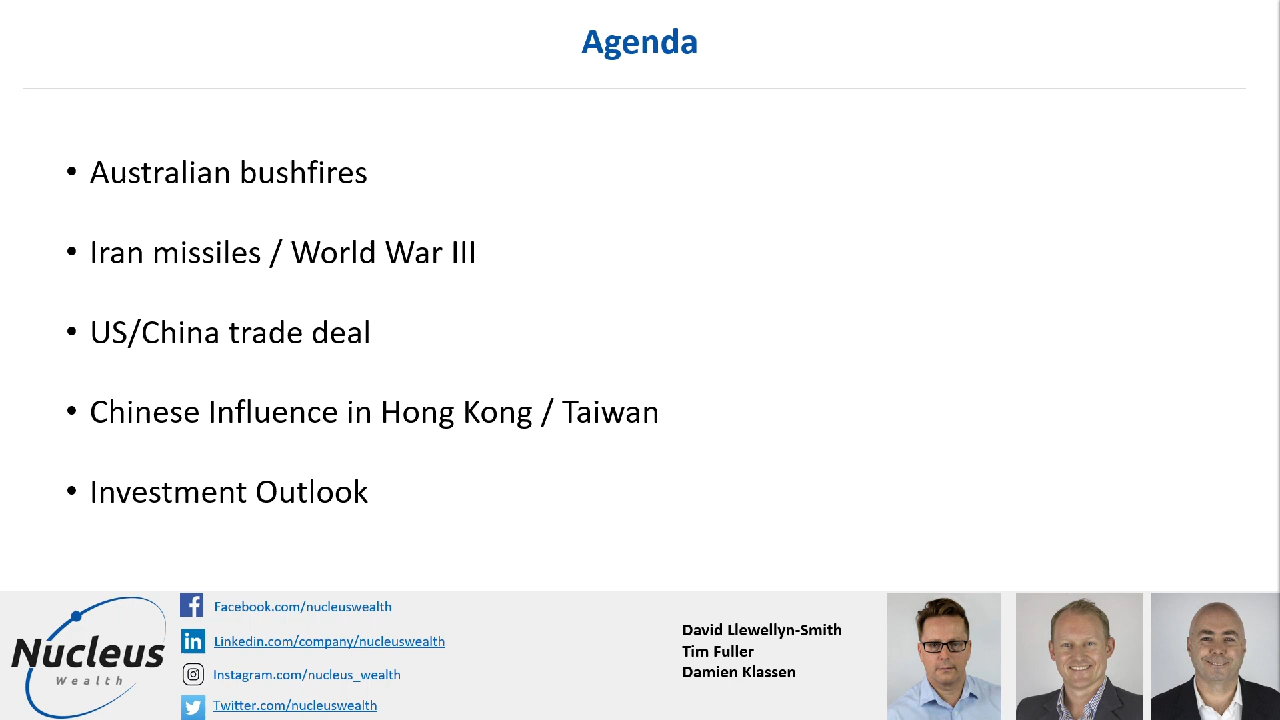 Agenda
• Australian bushfires
• Iran missiles / World War III
• US/China trade deal
• Chinese Influence in Hong Kong / Taiwan
• Investment Outlook
Nucleus
Wealth
Facebook.com/nucleuswealth
Linkedin.com/company/nucleuswealth
Instagram.com/nucleus_wealth
Twitter.com/nucleuswealth
David Llewellyn-Smith
Tim Fuller
Damien Klassen